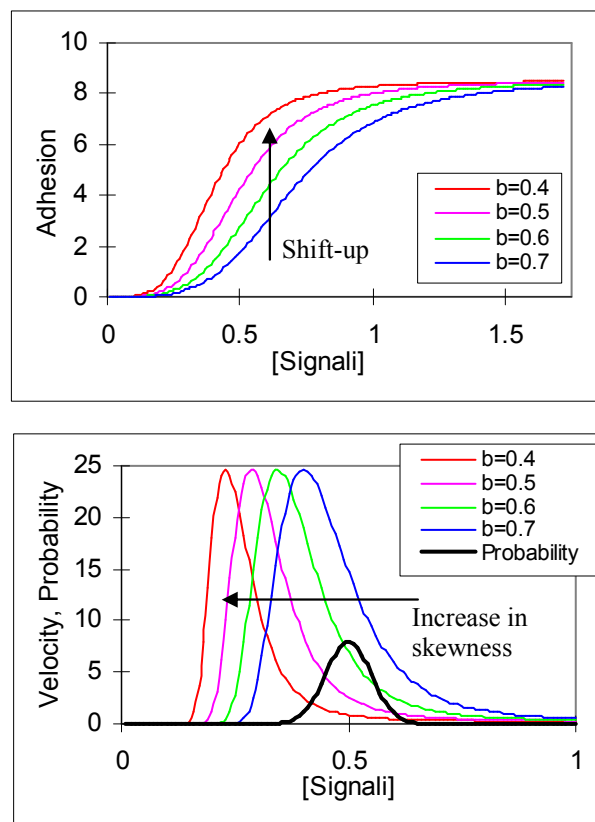 10
8
6
4
2
0
Adhesion
b=0.4
b=0.5
b=0.6
b=0.7
Shift-up
0
0.5
1
1.5
[Signali]
25
20
15
10
5
0
Velocity, Probability
b=0.4
b=0.5
b=0.6
b=0.7
Probability
Increase in
skewness
0
0.5
1
[Signali]